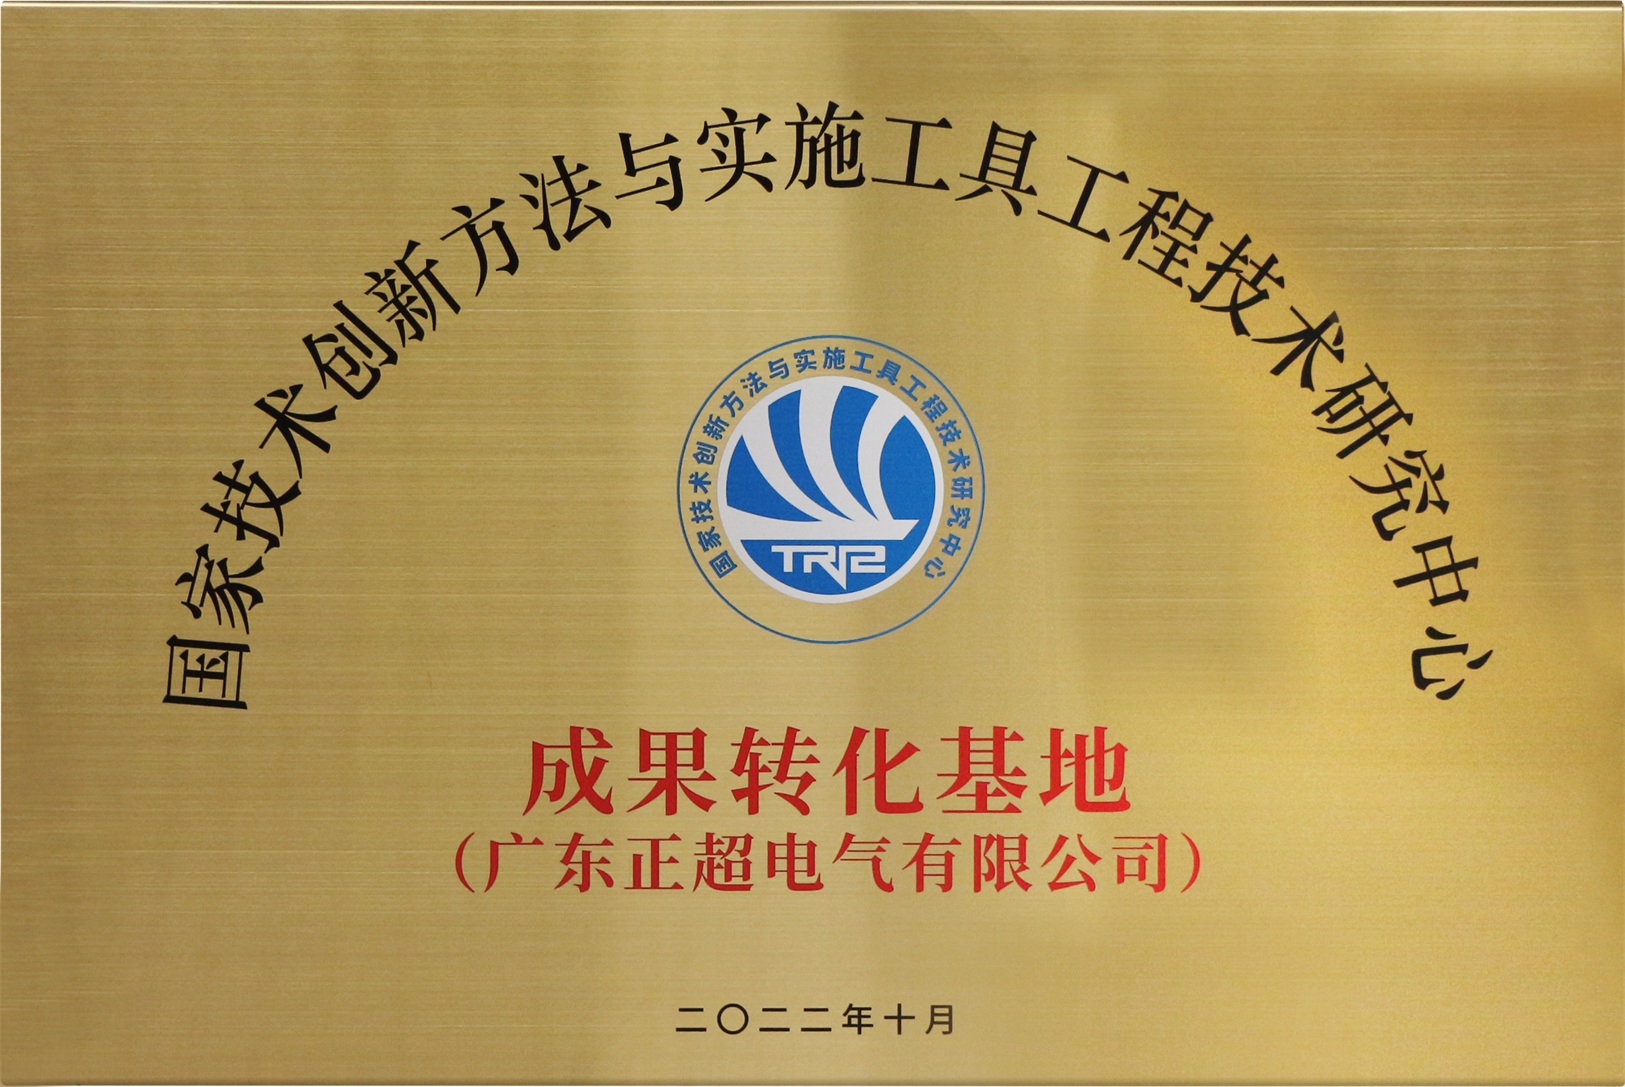 国家技术创新方法与实施工具工程技术研究中心
国家技术创新方法与实施工具工程技术研究中心
TRIZ
成果转化基地
（广东正超电气有限公司）
二〇二二年十月